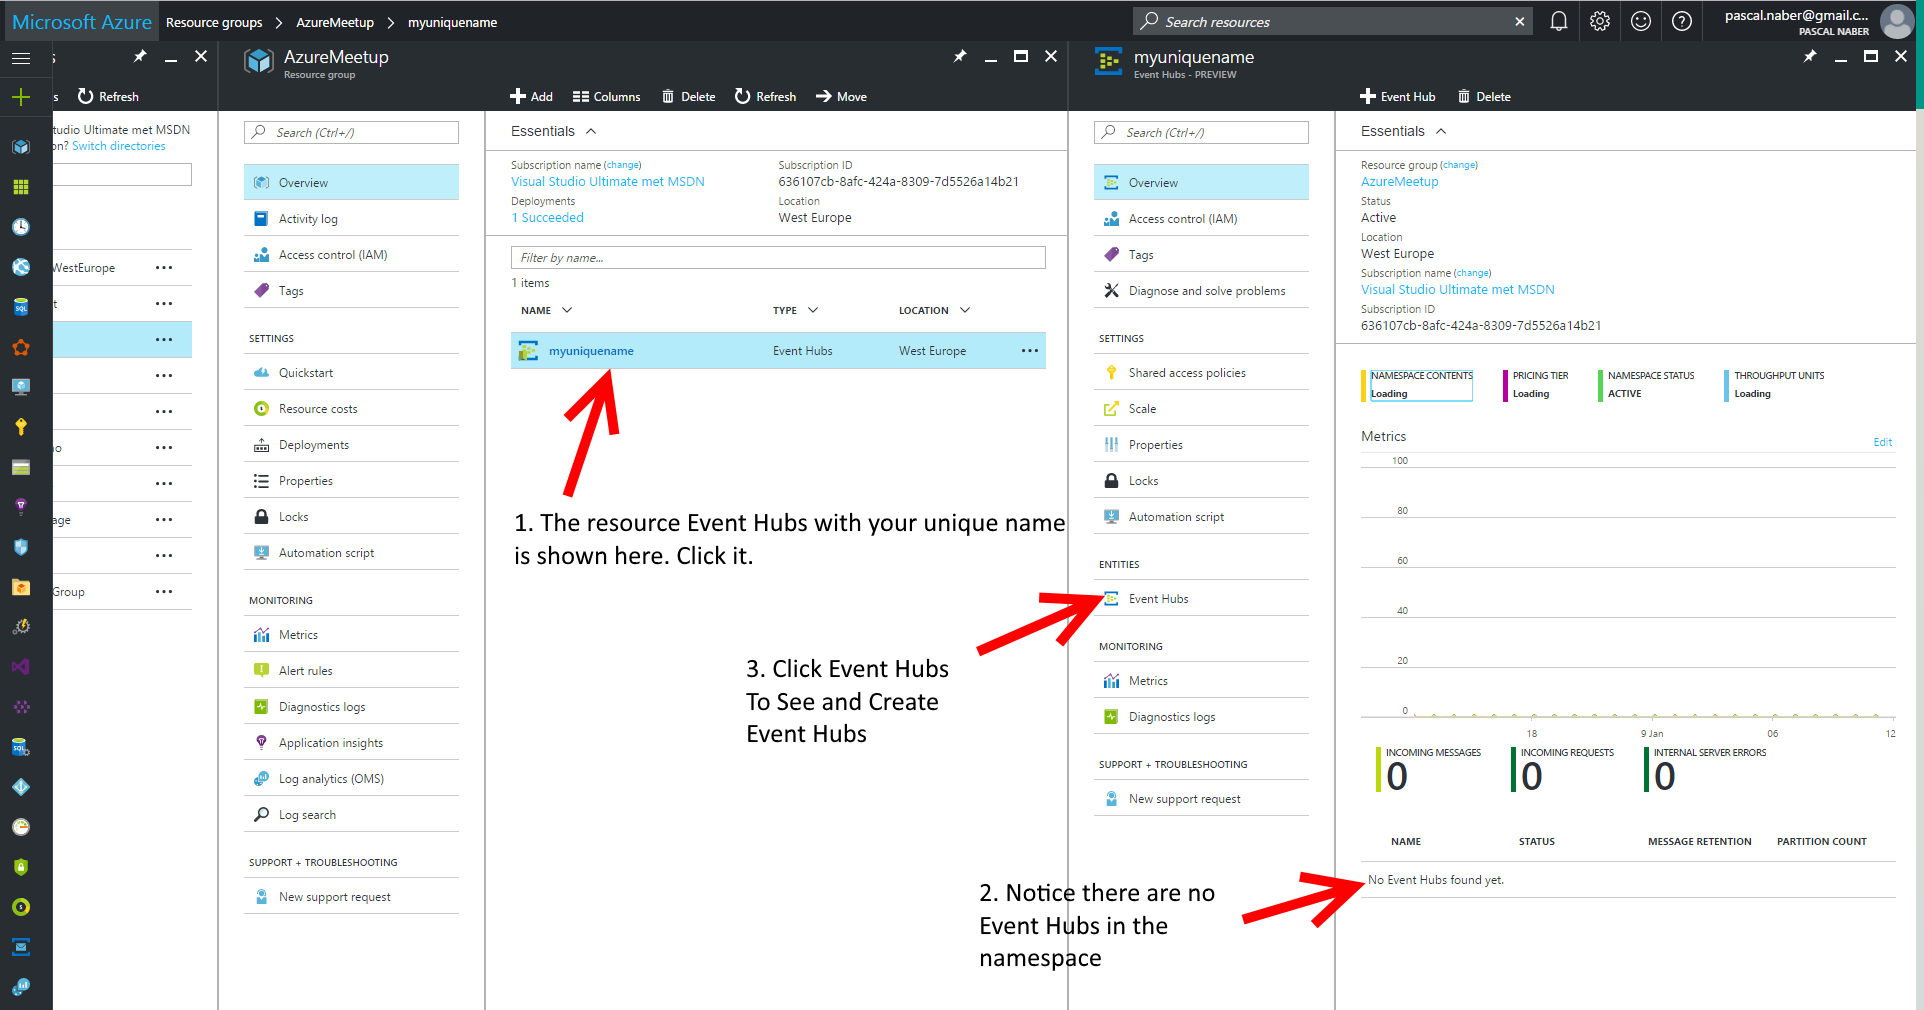 Microsoft Azure
Resource groups > AzureMeetup > myuniquename
Search resources
pascal.naber@gmail.c...
PASCAL NABER
s
s
Refresh
tudio Ultimate met MSDN
on? Switch directories
WestEurope
t
no
age
Group
AzureMeetup
Resource group
Add
Columns
Delete
Refresh
Move
Search (Ctrl+/)
Overview
Activity log
Access control (IAM)
Tags
SETTINGS
Quickstart
Resource costs
Deployments
Properties
Locks
Automation script
MONITORING
Metrics
Alert rules
Diagnostics logs
Application insights
Log analytics (OMS)
Log search
SUPPORT + TROUBLESHOOTING
New support request
Essentials
Subscription name (change)
Visual Studio Ultimate met MSDN
Deployments
1 Succeeded
Subscription ID
636107cb-8afc-424a-8309-7d5526a14b21
Location
West Europe
Filter by name...
1 items
NAME TYPE LOCATION
myuniquename Event Hubs West Europe
1. The resource Event Hubs with your unique name
is shown here. Click it.
3. Click Event Hubs
To See and Create
Event Hubs
2. Notice there are no
Event Hubs in the
namespace
myuniquename
Event Hubs - PREVIEW
Event Hub
Delete
Search (Ctrl+/)
Overview
Access control (IAM)
Tags
Diagnose and solve problems
SETTINGS
Shared access policies
Scale
Properties
Locks
Automation script
ENTITIES
Event Hubs
MONITORING
Metrics
Diagnostics logs
SUPPORT + TROUBLESHOOTING
New support request
Essentials
Resource group (change)
AzureMeetup
Status
Active
Location
West Europe
Subscription name (change)
Visual Studio Ultimate met MSDN
Subscription ID
636107cb-8afc-424a-8309-7d5526a14b21
NAMESPACE CONTENTS
Loading
PRICING TIER
Loading
NAMESPACE STATUS
ACTIVE
THROUGHPUT UNITS
Loading
Metrics
Edit
100
80
60
40
20
0
18 9 Jan 06 12
INCOMING MESSAGES
0
INCOMING REQUESTS
0
INTERNAL SERVER ERRORS
0
NAME STATUS MESSAGE RETENTION PARTITION COUNT
No Event Hubs found yet.